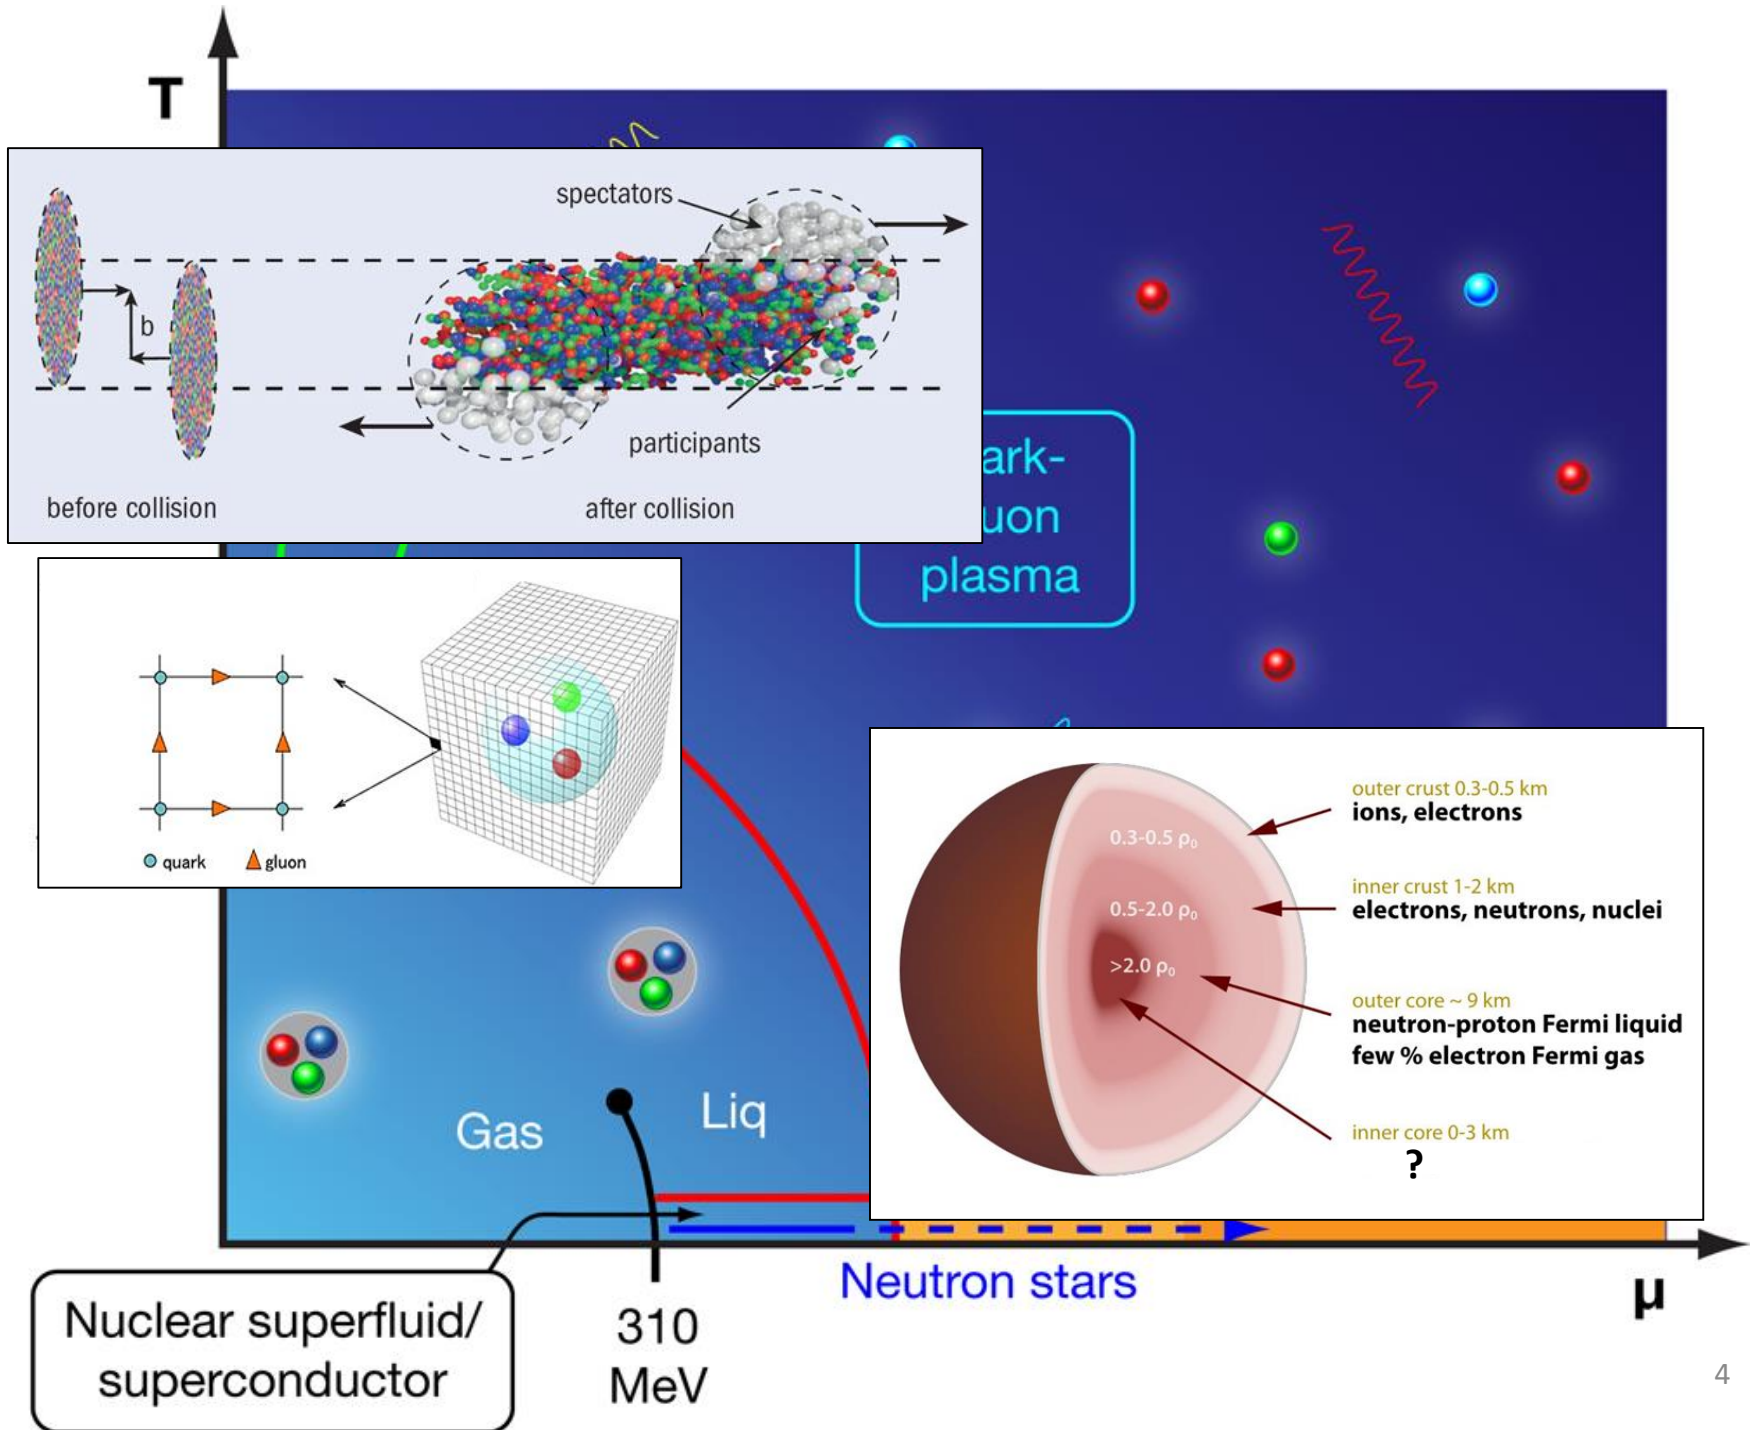 T
spectators
b
participants
before collision
after collision
ark-
uon
plasma
quark
gluon
outer crust 0.3-0.5 km
ions, electrons
0.3-0.5 ρ₀
inner crust 1-2 km
electrons, neutrons, nuclei
0.5-2.0 ρ₀
>2.0 ρ₀
outer core ~ 9 km
neutron-proton Fermi liquid
few % electron Fermi gas
inner core 0-3 km
?
Gas
Liq
Neutron stars
μ
Nuclear superfluid/
superconductor
310
MeV
4